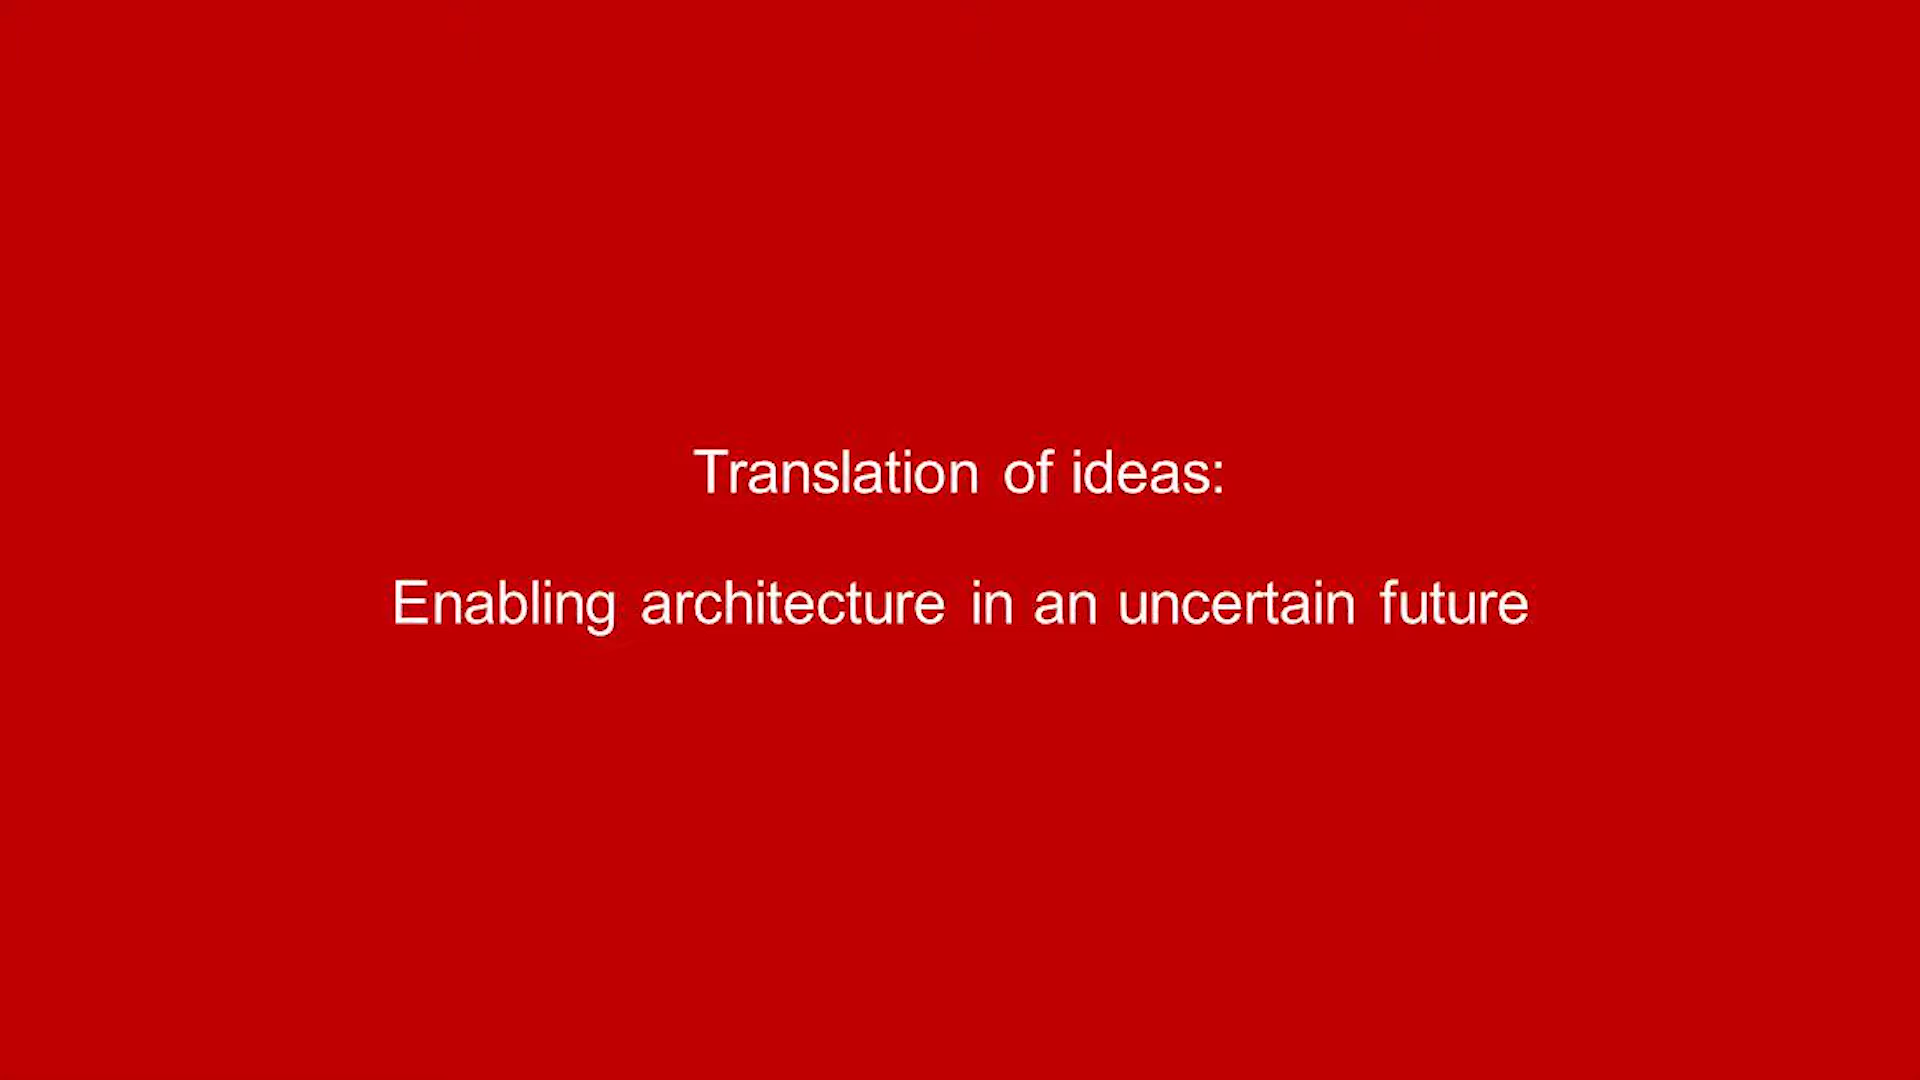 Translation of ideas:
Enabling architecture in an uncertain future